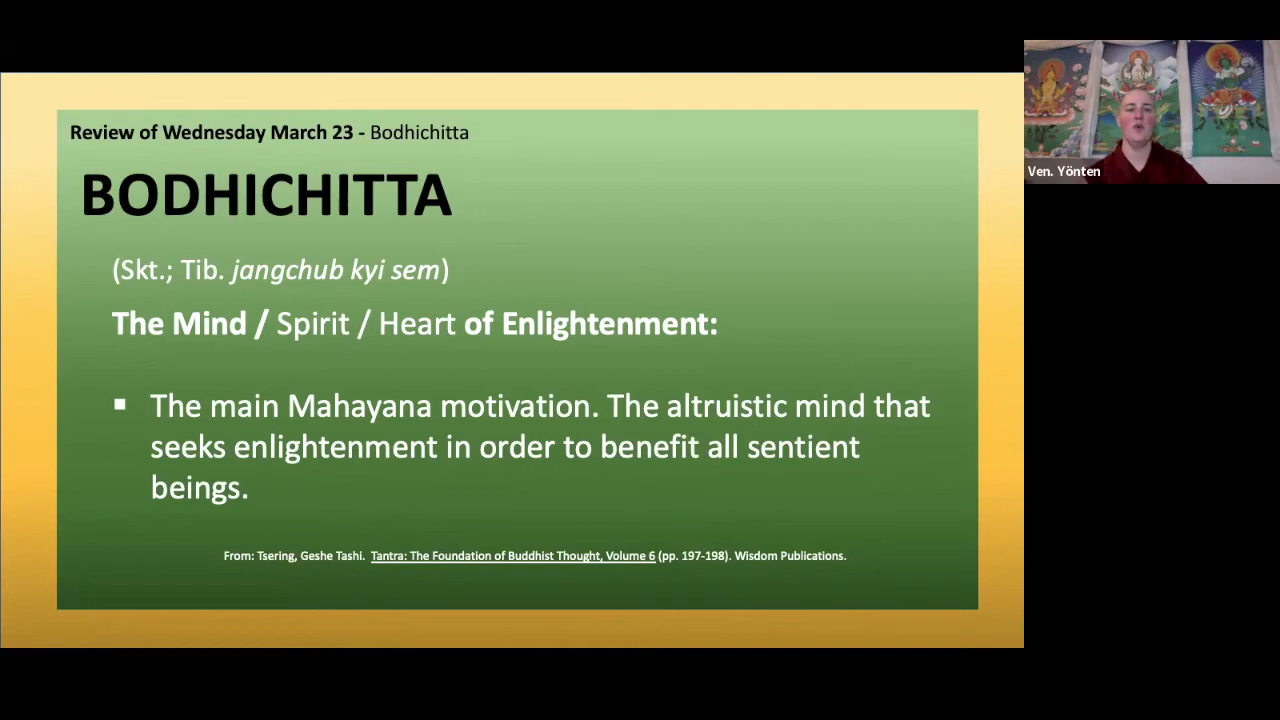 Review of Wednesday March 23 - Bodhichitta
BODHICHITTA
(Skt.; Tib. jangchub kyi sem)
The Mind / Spirit / Heart of Enlightenment:
▪ The main Mahayana motivation. The altruistic mind that
seeks enlightenment in order to benefit all sentient
beings.
From: Tsering, Geshe Tashi. Tantra: The Foundation of Buddhist Thought, Volume 6 (pp. 197-198). Wisdom Publications.
Ven. Yönten